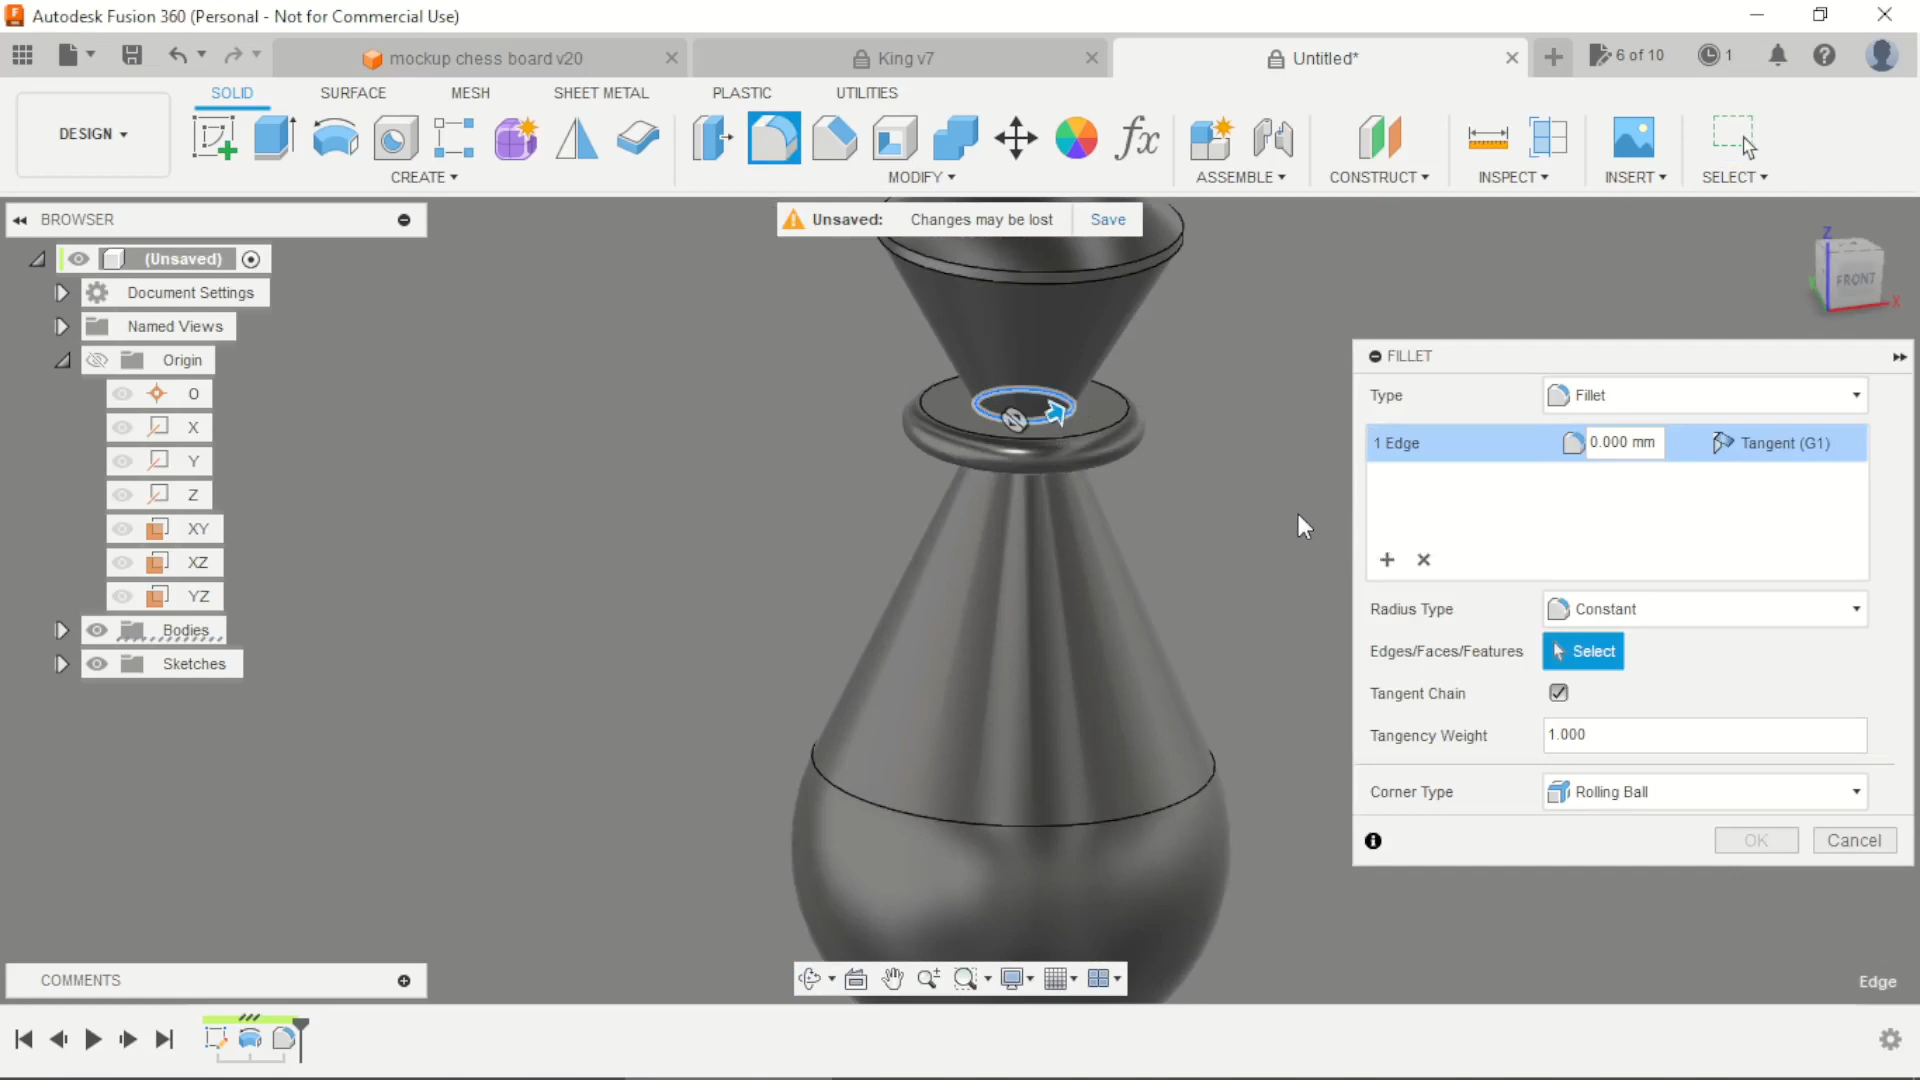 Autodesk Fusion 360 (Personal - Not for Commercial Use)
mockup chess board v20
King v7
Untitled*
6 of 10
1
DESIGN
SOLID
SURFACE
MESH
SHEET METAL
PLASTIC
UTILITIES
CREATE
MODIFY
fx
ASSEMBLE
CONSTRUCT
INSPECT
INSERT
SELECT
BROWSER
Unsaved: Changes may be lost
Save
(Unsaved)
Document Settings
Named Views
Origin
O
X
Y
Z
XY
XZ
YZ
Bodies
Sketches
Z
FRONT
X
Y
FILLET
Type
Fillet
1 Edge
0.000 mm
Tangent (G1)
Radius Type
Constant
Edges/Faces/Features
Select
Tangent Chain
Tangency Weight
1.000
Corner Type
Rolling Ball
OK
Cancel
COMMENTS
Edge